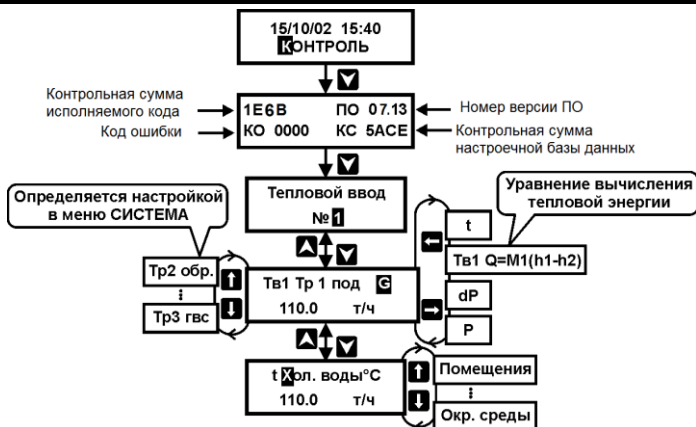 15/10/02 15:40
КОНТРОЛЬ
Контрольная сумма
исполняемого кода
Код ошибки
1E6B ПО 07.13
КО 0000 КС 5ACE
Номер версии ПО
Контрольная сумма
настроечной базы данных
Тепловой ввод
№ 1
Определяется настройкой
в меню СИСТЕМА
Уравнение вычисления
тепловой энергии
Тр2 обр.
Тр3 гвс
Тв1 Тр 1 под G
110.0 т/ч
t
Тв1 Q=M1(h1-h2)
dP
P
t Хол. воды°С
110.0 т/ч
Помещения
Окр. среды